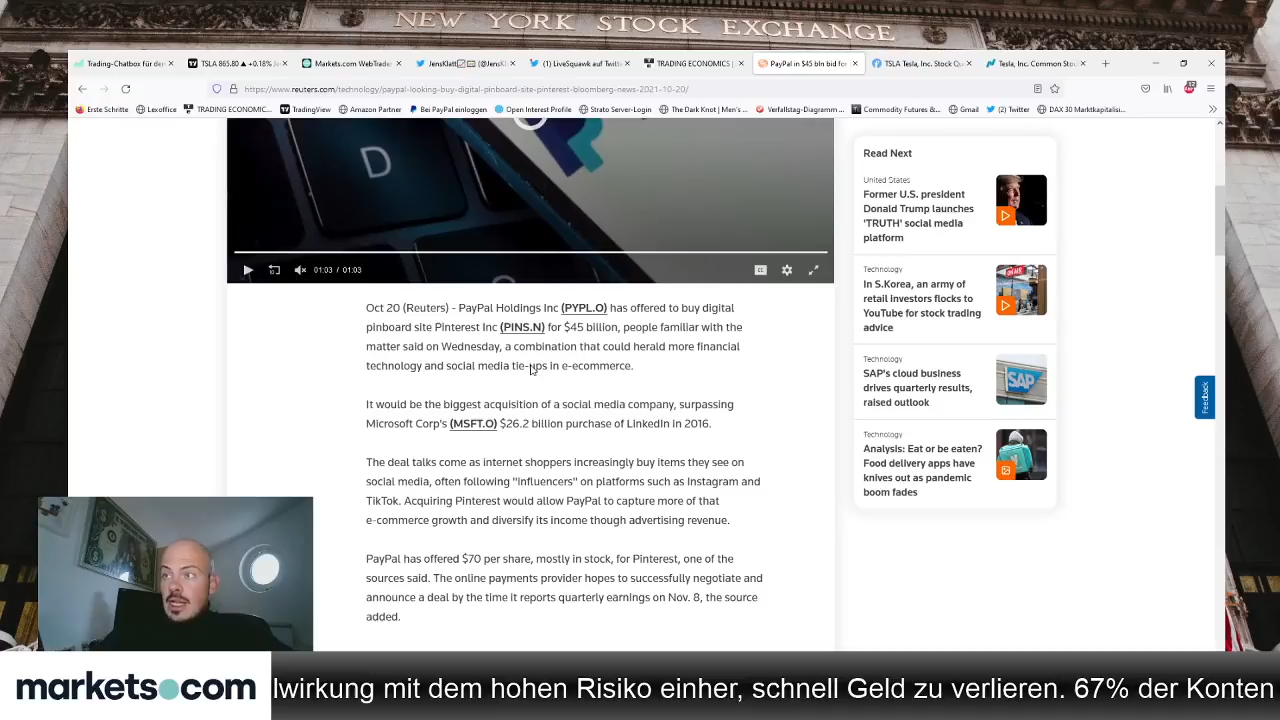 NEW YORK STOCK EXCHANGE
Trading-Chatbox für den
TSLA 865.80 ▲ +0.18%
Markets.com WebTrader
JensKlatt (@JensKl
(1) LiveSquawk auf Twitt
TRADING ECONOMICS |
PayPal in $45 bln bid for
TSLA Tesla, Inc. Stock Qu
Tesla, Inc. Common Stou
https://www.reuters.com/technology/paypal-looking-buy-digital-pinboard-site-pinterest-bloomberg-news-2021-10-20/
Erste Schritte
Lexoffice
TRADING ECONOMIC...
TradingView
Amazon Partner
Bei PayPal einloggen
Open Interest Profile
Strato Server-Login
The Dark Knot | Men's ...
Verfallstag-Diagramm ...
Commodity Futures &...
Gmail
(2) Twitter
DAX 30 Marktkapitalisi...
D
01:03 / 01:03
Oct 20 (Reuters) - PayPal Holdings Inc (PYPL.O) has offered to buy digital
pinboard site Pinterest Inc (PINS.N) for $45 billion, people familiar with the
matter said on Wednesday, a combination that could herald more financial
technology and social media tie-ups in e-ecommerce.
It would be the biggest acquisition of a social media company, surpassing
Microsoft Corp's (MSFT.O) $26.2 billion purchase of LinkedIn in 2016.
The deal talks come as internet shoppers increasingly buy items they see on
social media, often following "influencers" on platforms such as Instagram and
TikTok. Acquiring Pinterest would allow PayPal to capture more of that
e-commerce growth and diversify its income though advertising revenue.
PayPal has offered $70 per share, mostly in stock, for Pinterest, one of the
sources said. The online payments provider hopes to successfully negotiate and
announce a deal by the time it reports quarterly earnings on Nov. 8, the source
added.
Read Next
United States
Former U.S. president
Donald Trump launches
'TRUTH' social media
platform
Technology
In S.Korea, an army of
retail investors flocks to
YouTube for stock trading
advice
Technology
SAP's cloud business
drives quarterly results,
raised outlook
SAP
Technology
Analysis: Eat or be eaten?
Food delivery apps have
knives out as pandemic
boom fades
Feedback
markets.com
lwirkung mit dem hohen Risiko einher, schnell Geld zu verlieren. 67% der Konten